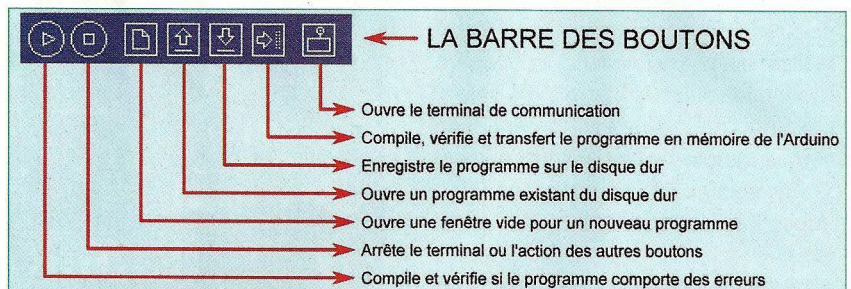 LA BARRE DES BOUTONS
Ouvre le terminal de communication
Compile, vérifie et transfert le programme en mémoire de l'Arduino
Enregistre le programme sur le disque dur
Ouvre un programme existant du disque dur
Ouvre une fenêtre vide pour un nouveau programme
Arrête le terminal ou l'action des autres boutons
Compile et vérifie si le programme comporte des erreurs